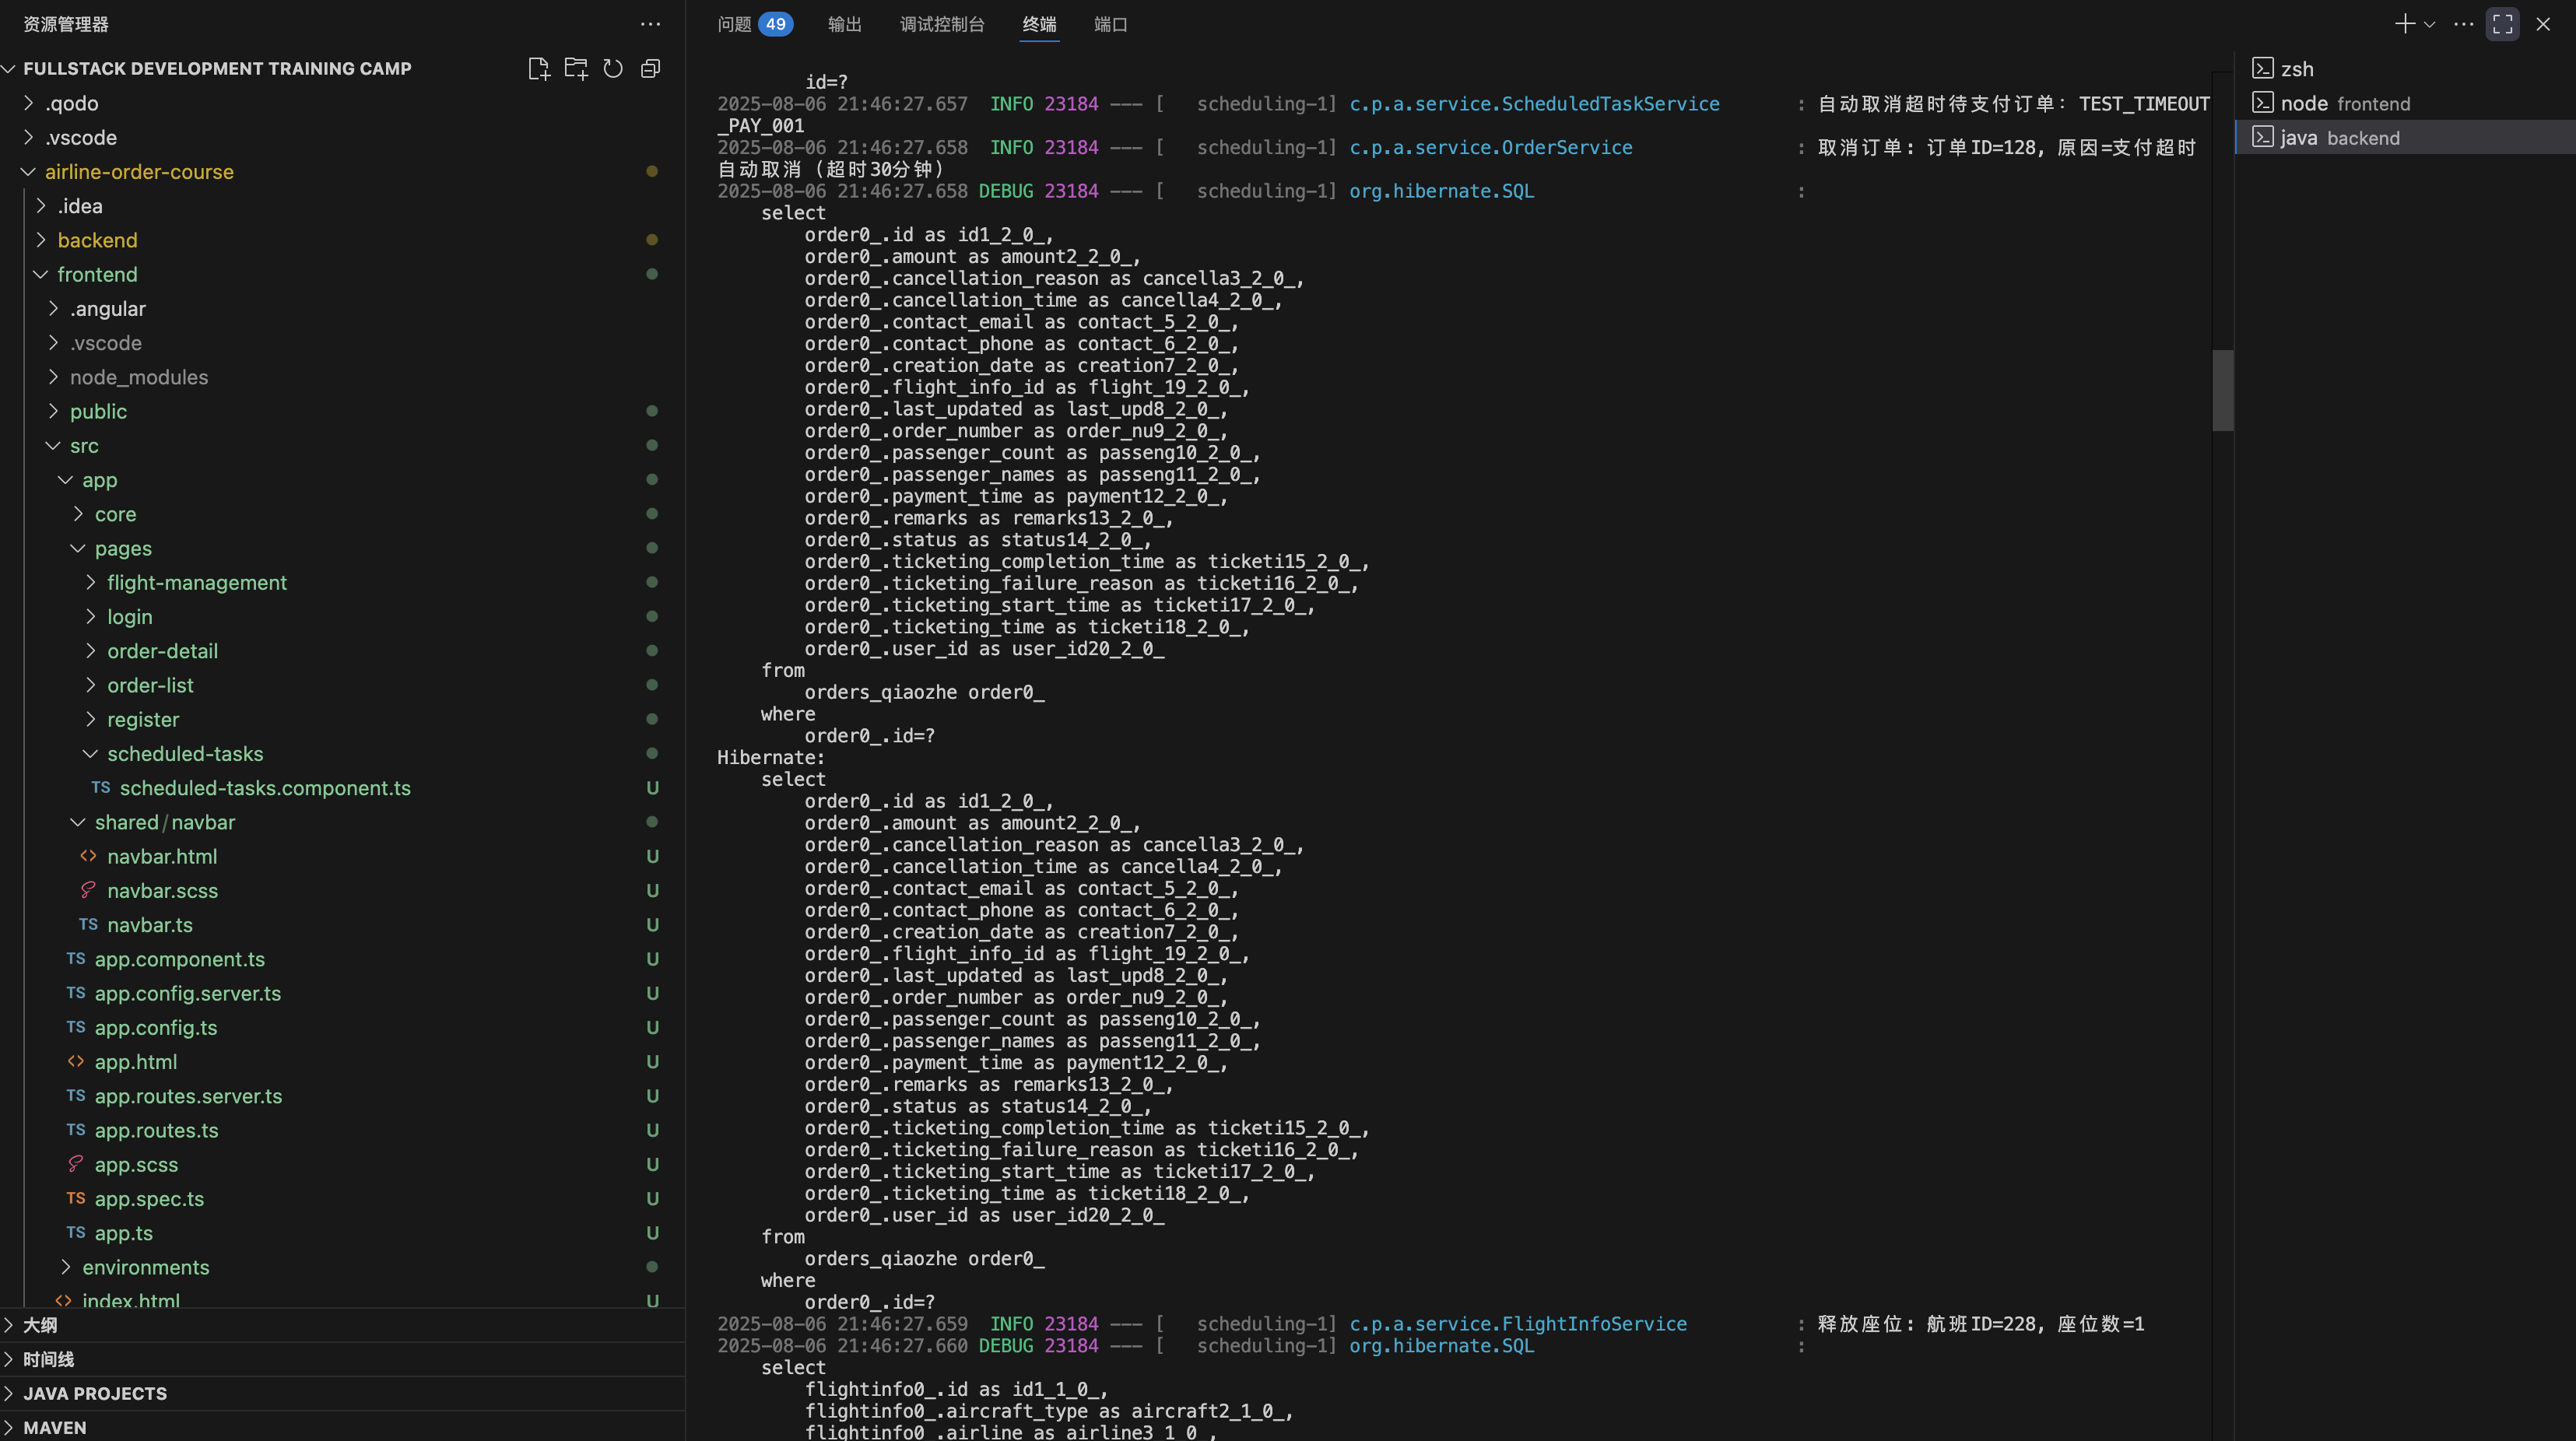 资源管理器
FULLSTACK DEVELOPMENT TRAINING CAMP
.qodo
.vscode
airline-order-course
.idea
backend
frontend
.angular
.vscode
node_modules
public
src
app
core
pages
flight-management
login
order-detail
order-list
register
scheduled-tasks
TS scheduled-tasks.component.ts U
shared/navbar
<> navbar.html U
navbar.scss U
TS navbar.ts U
TS app.component.ts U
TS app.config.server.ts U
TS app.config.ts U
<> app.html U
TS app.routes.server.ts U
TS app.routes.ts U
app.scss U
TS app.spec.ts U
TS app.ts U
environments
<> index.html U
大纲
时间线
JAVA PROJECTS
MAVEN
问题 49 输出 调试控制台 终端 端口
id=?
2025-08-06 21:46:27.657 INFO 23184 --- [ scheduling-1] c.p.a.service.ScheduledTaskService : 自动取消超时待支付订单: TEST_TIMEOUT
_PAY_001
2025-08-06 21:46:27.658 INFO 23184 --- [ scheduling-1] c.p.a.service.OrderService : 取消订单: 订单ID=128, 原因=支付超时
自动取消（超时30分钟）
2025-08-06 21:46:27.658 DEBUG 23184 --- [ scheduling-1] org.hibernate.SQL :
select
order0_.id as id1_2_0_,
order0_.amount as amount2_2_0_,
order0_.cancellation_reason as cancella3_2_0_,
order0_.cancellation_time as cancella4_2_0_,
order0_.contact_email as contact_5_2_0_,
order0_.contact_phone as contact_6_2_0_,
order0_.creation_date as creation7_2_0_,
order0_.flight_info_id as flight_19_2_0_,
order0_.last_updated as last_upd8_2_0_,
order0_.order_number as order_nu9_2_0_,
order0_.passenger_count as passeng10_2_0_,
order0_.passenger_names as passeng11_2_0_,
order0_.payment_time as payment12_2_0_,
order0_.remarks as remarks13_2_0_,
order0_.status as status14_2_0_,
order0_.ticketing_completion_time as ticketi15_2_0_,
order0_.ticketing_failure_reason as ticketi16_2_0_,
order0_.ticketing_start_time as ticketi17_2_0_,
order0_.ticketing_time as ticketi18_2_0_,
order0_.user_id as user_id20_2_0_
from
orders_qiaozhe order0_
where
order0_.id=?
Hibernate:
select
order0_.id as id1_2_0_,
order0_.amount as amount2_2_0_,
order0_.cancellation_reason as cancella3_2_0_,
order0_.cancellation_time as cancella4_2_0_,
order0_.contact_email as contact_5_2_0_,
order0_.contact_phone as contact_6_2_0_,
order0_.creation_date as creation7_2_0_,
order0_.flight_info_id as flight_19_2_0_,
order0_.last_updated as last_upd8_2_0_,
order0_.order_number as order_nu9_2_0_,
order0_.passenger_count as passeng10_2_0_,
order0_.passenger_names as passeng11_2_0_,
order0_.payment_time as payment12_2_0_,
order0_.remarks as remarks13_2_0_,
order0_.status as status14_2_0_,
order0_.ticketing_completion_time as ticketi15_2_0_,
order0_.ticketing_failure_reason as ticketi16_2_0_,
order0_.ticketing_start_time as ticketi17_2_0_,
order0_.ticketing_time as ticketi18_2_0_,
order0_.user_id as user_id20_2_0_
from
orders_qiaozhe order0_
where
order0_.id=?
2025-08-06 21:46:27.659 INFO 23184 --- [ scheduling-1] c.p.a.service.FlightInfoService : 释放座位: 航班ID=228, 座位数=1
2025-08-06 21:46:27.660 DEBUG 23184 --- [ scheduling-1] org.hibernate.SQL :
select
flightinfo0_.id as id1_1_0_,
flightinfo0_.aircraft_type as aircraft2_1_0_,
flightinfo0_.airline as airline3_1_0_,
zsh
node frontend
java backend